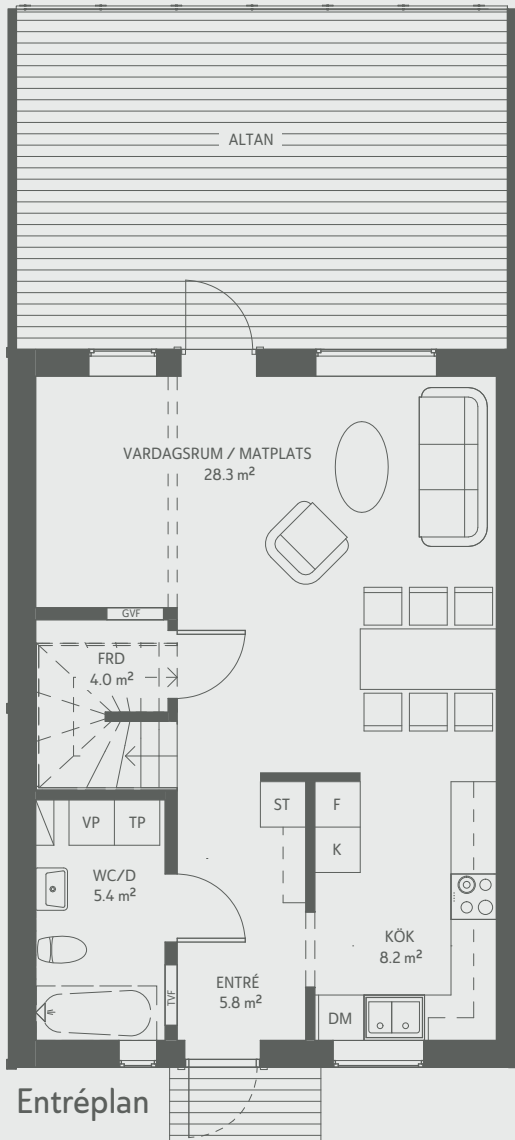 ALTAN
VARDAGSRUM / MATPLATS
28.3 m²
GVF
FRD
4.0 m²
ST
F
K
VP
TP
WC/D
5.4 m²
KÖK
8.2 m²
ENTRÉ
5.8 m²
TVF
DM
Entréplan